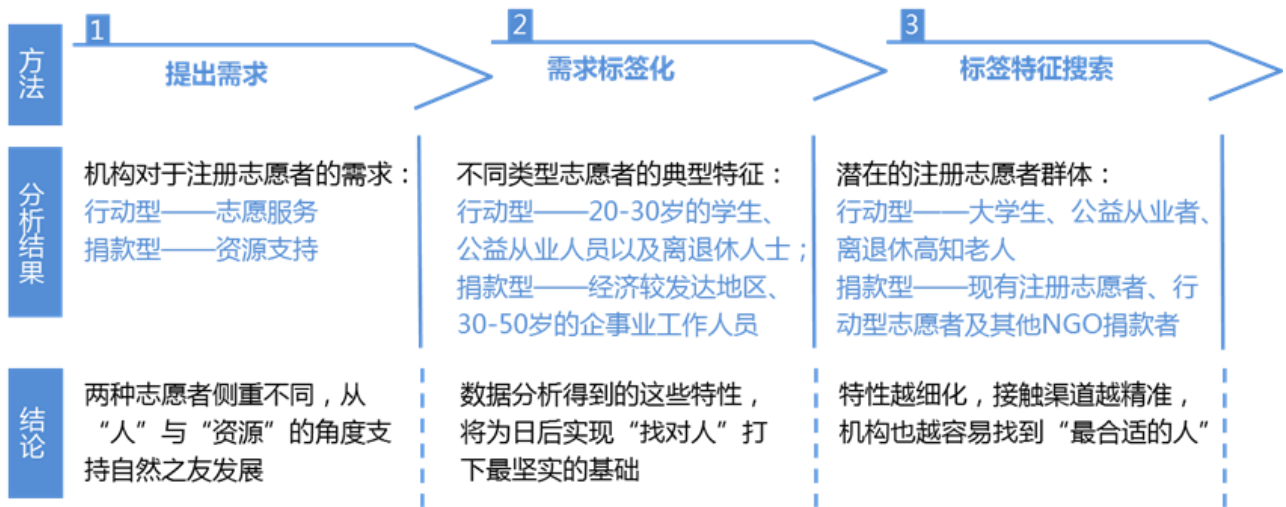 方法
1
提出需求
2
需求标签化
3
标签特征搜索
分析结果
机构对于注册志愿者的需求：
行动型——志愿服务
捐款型——资源支持
不同类型志愿者的典型特征：
行动型——20-30岁的学生、
公益从业人员以及离退休人士；
捐款型——经济较发达地区、
30-50岁的企事业工作人员
潜在的注册志愿者群体：
行动型——大学生、公益从业者、
离退休高知老人
捐款型——现有注册志愿者、行
动型志愿者及其他NGO捐款者
结论
两种志愿者侧重不同，从
“人”与“资源”的角度支
持自然之友发展
数据分析得到的这些特性，
将为日后实现“找对人”打
下最坚实的基础
特性越细化，接触渠道越精准，
机构也越容易找到“最合适的人”